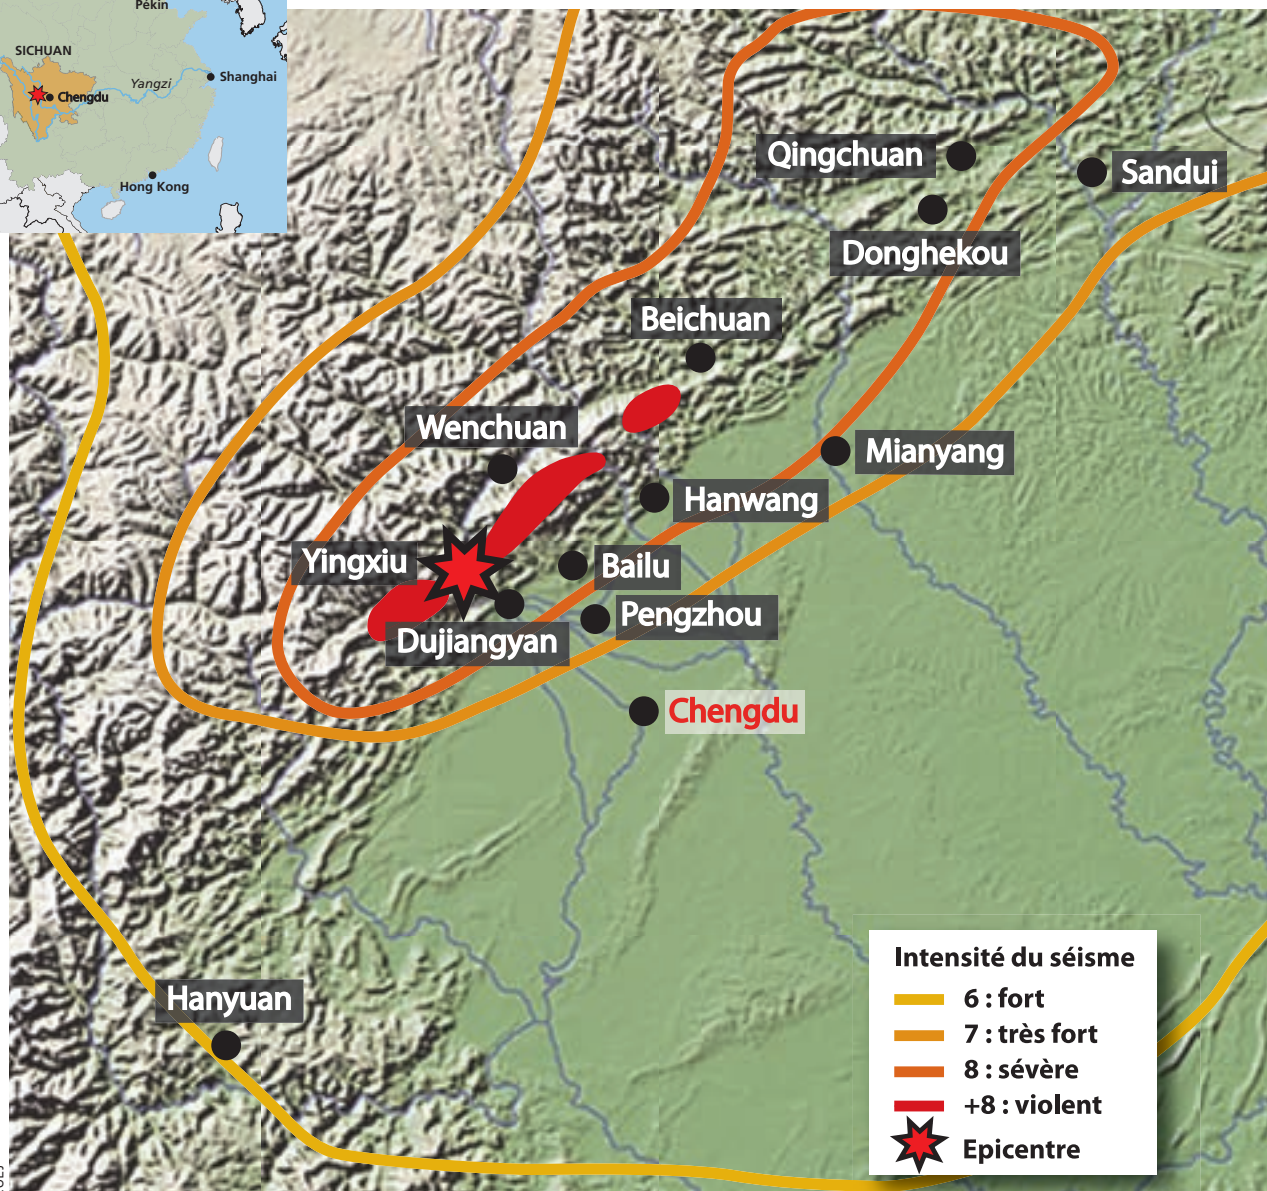 Pékin
SICHUAN
Shanghai
Yangzi
Chengdu
Hong Kong
Qingchuan
Sandui
Donghekou
Beichuan
Wenchuan
Mianyang
Hanwang
Yingxiu
Bailu
Pengzhou
Dujiangyan
Chengdu
Hanyuan
Intensité du séisme
6 : fort
7 : très fort
8 : sévère
+8 : violent
Epicentre